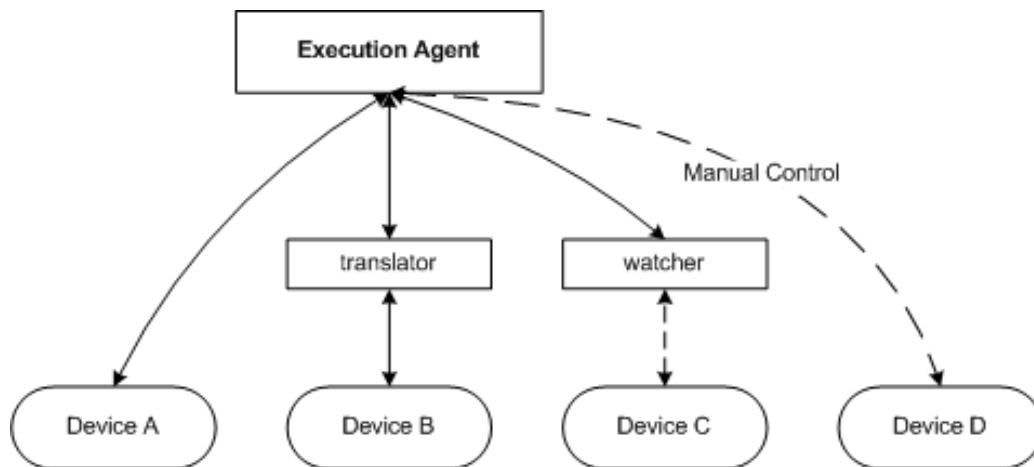 Execution Agent
Manual Control
translator
watcher
Device A
Device B
Device C
Device D